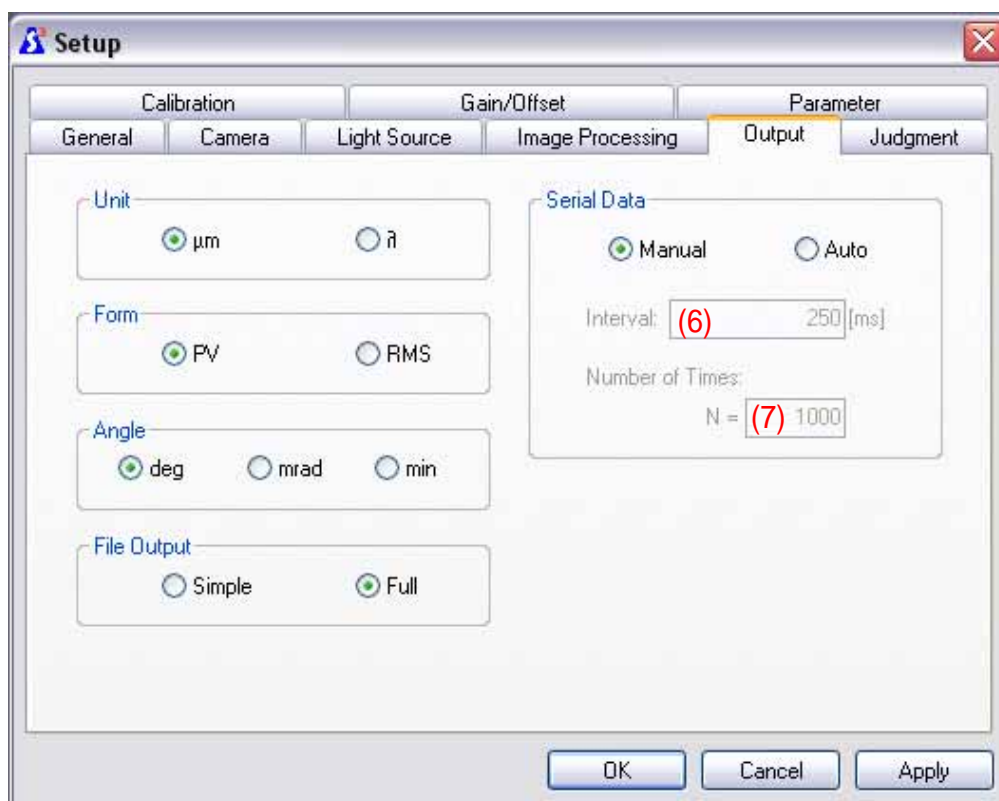 Setup
Calibration Gain/Offset Parameter
General Camera Light Source Image Processing Output Judgment
Unit
μm λ
Form
PV RMS
Angle
deg mrad min
File Output
Simple Full
Serial Data
Manual Auto
Interval: (6) 250 [ms]
Number of Times:
N = (7) 1000
OK Cancel Apply